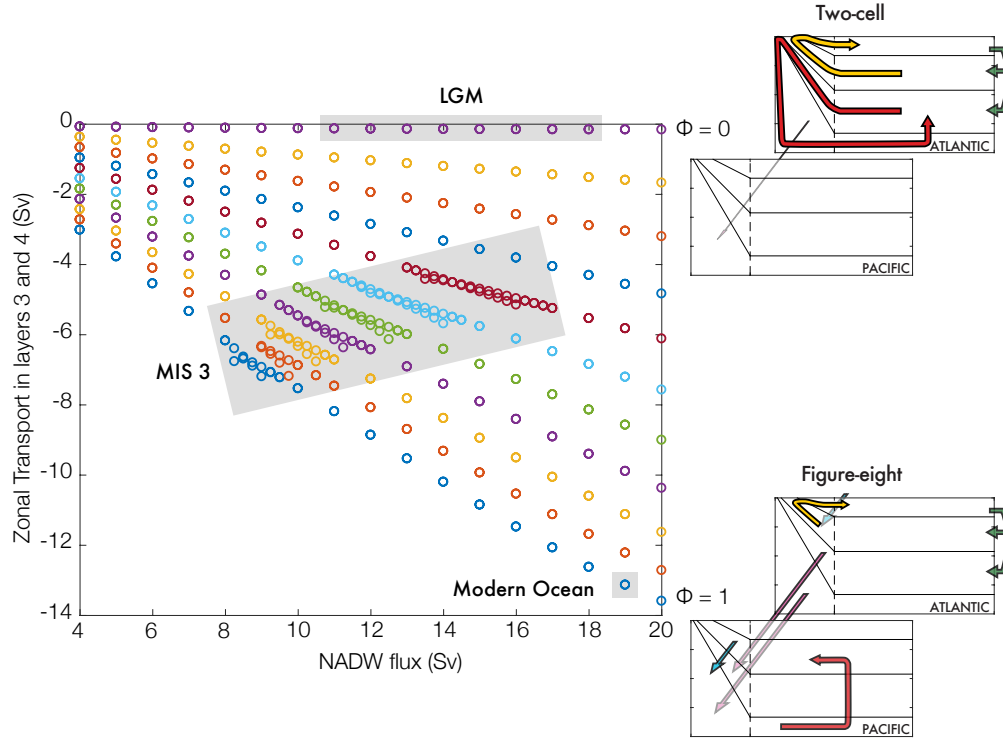 Two-cell
LGM
0
Φ = 0
ATLANTIC
-2
PACIFIC
-4
Zonal Transport in layers 3 and 4 (Sv)
-6
MIS 3
-8
-10
Figure-eight
-12
Modern Ocean
Φ = 1
ATLANTIC
-14
4 6 8 10 12 14 16 18 20
NADW flux (Sv)
PACIFIC